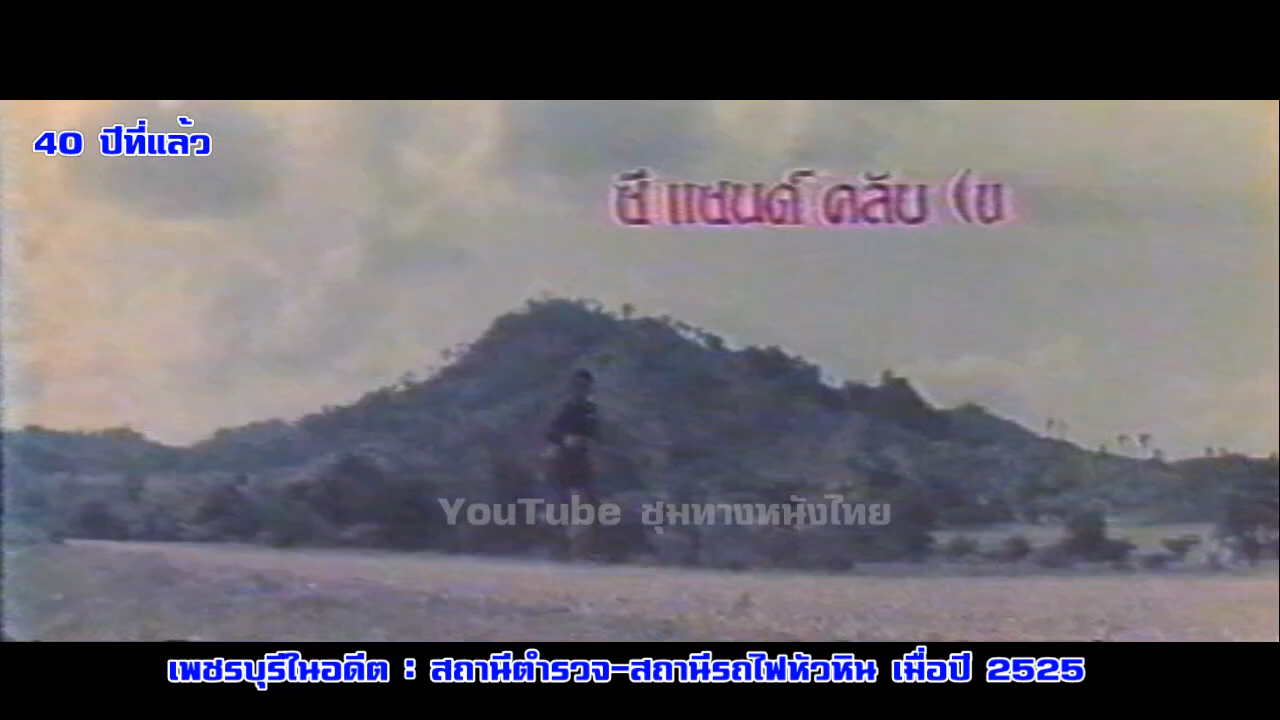 40 ปีที่แล้ว
ซี แซนด์ คลับ (ข
YouTube ชุมทางหนังไทย
เพชรบุรีในอดีต : สถานีตำรวจ-สถานีรถไฟหัวหิน เมื่อปี 2525